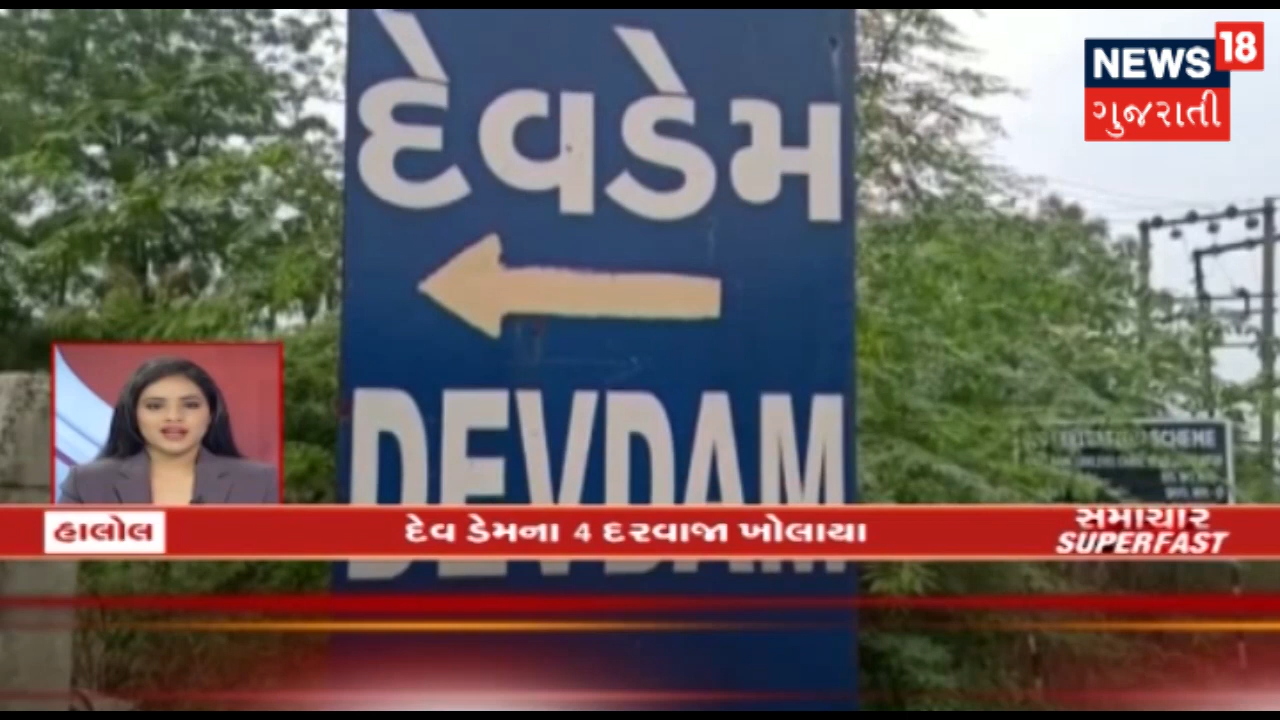 દેવડેમ
DEVDAM
NEWS 18
ગુજરાતી
SCHEME
હાલોલ
દેવ ડેમના 4 દરવાજા ખોલાયા
સમાચાર
SUPERFAST